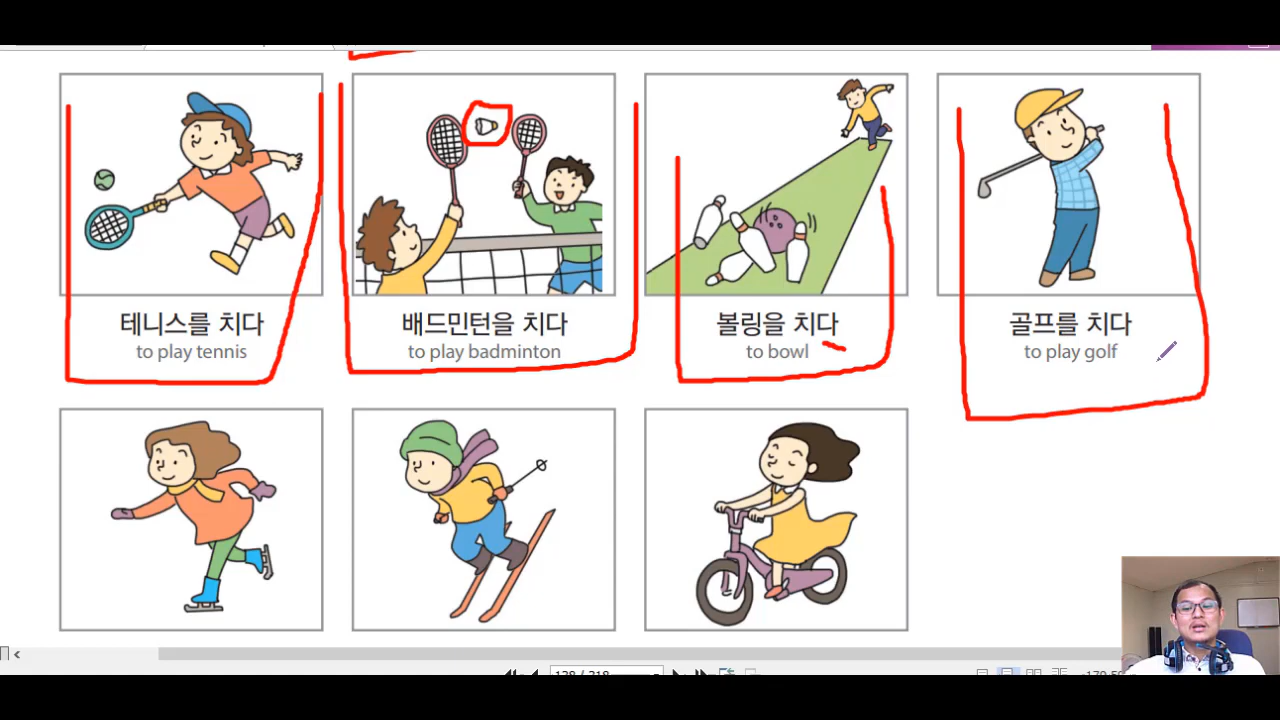 테니스를 치다
to play tennis
배드민턴을 치다
to play badminton
볼링을 치다
to bowl
골프를 치다
to play golf